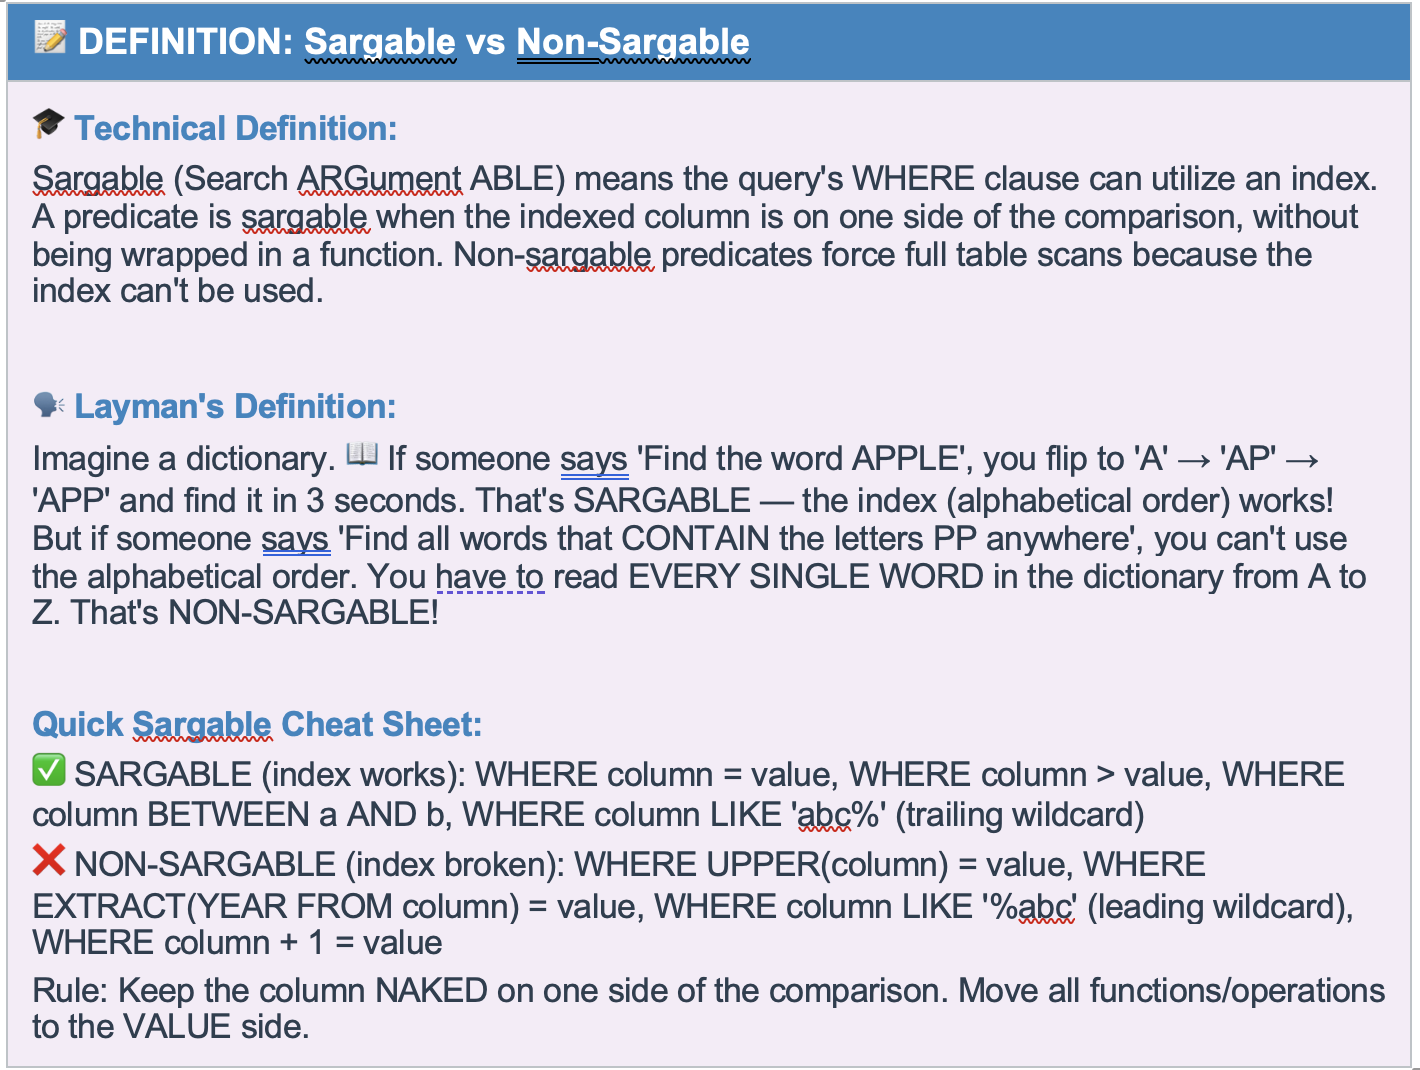 📝 DEFINITION: Sargable vs Non-Sargable
🎓 Technical Definition:
Sargable (Search ARGument ABLE) means the query's WHERE clause can utilize an index.
A predicate is sargable when the indexed column is on one side of the comparison, without
being wrapped in a function. Non-sargable predicates force full table scans because the
index can't be used.
🗣️ Layman's Definition:
Imagine a dictionary. 📖 If someone says 'Find the word APPLE', you flip to 'A' → 'AP' →
'APP' and find it in 3 seconds. That's SARGABLE — the index (alphabetical order) works!
But if someone says 'Find all words that CONTAIN the letters PP anywhere', you can't use
the alphabetical order. You have to read EVERY SINGLE WORD in the dictionary from A to
Z. That's NON-SARGABLE!
Quick Sargable Cheat Sheet:
✅ SARGABLE (index works): WHERE column = value, WHERE column > value, WHERE
column BETWEEN a AND b, WHERE column LIKE 'abc%' (trailing wildcard)
❌ NON-SARGABLE (index broken): WHERE UPPER(column) = value, WHERE
EXTRACT(YEAR FROM column) = value, WHERE column LIKE '%abc' (leading wildcard),
WHERE column + 1 = value
Rule: Keep the column NAKED on one side of the comparison. Move all functions/operations
to the VALUE side.